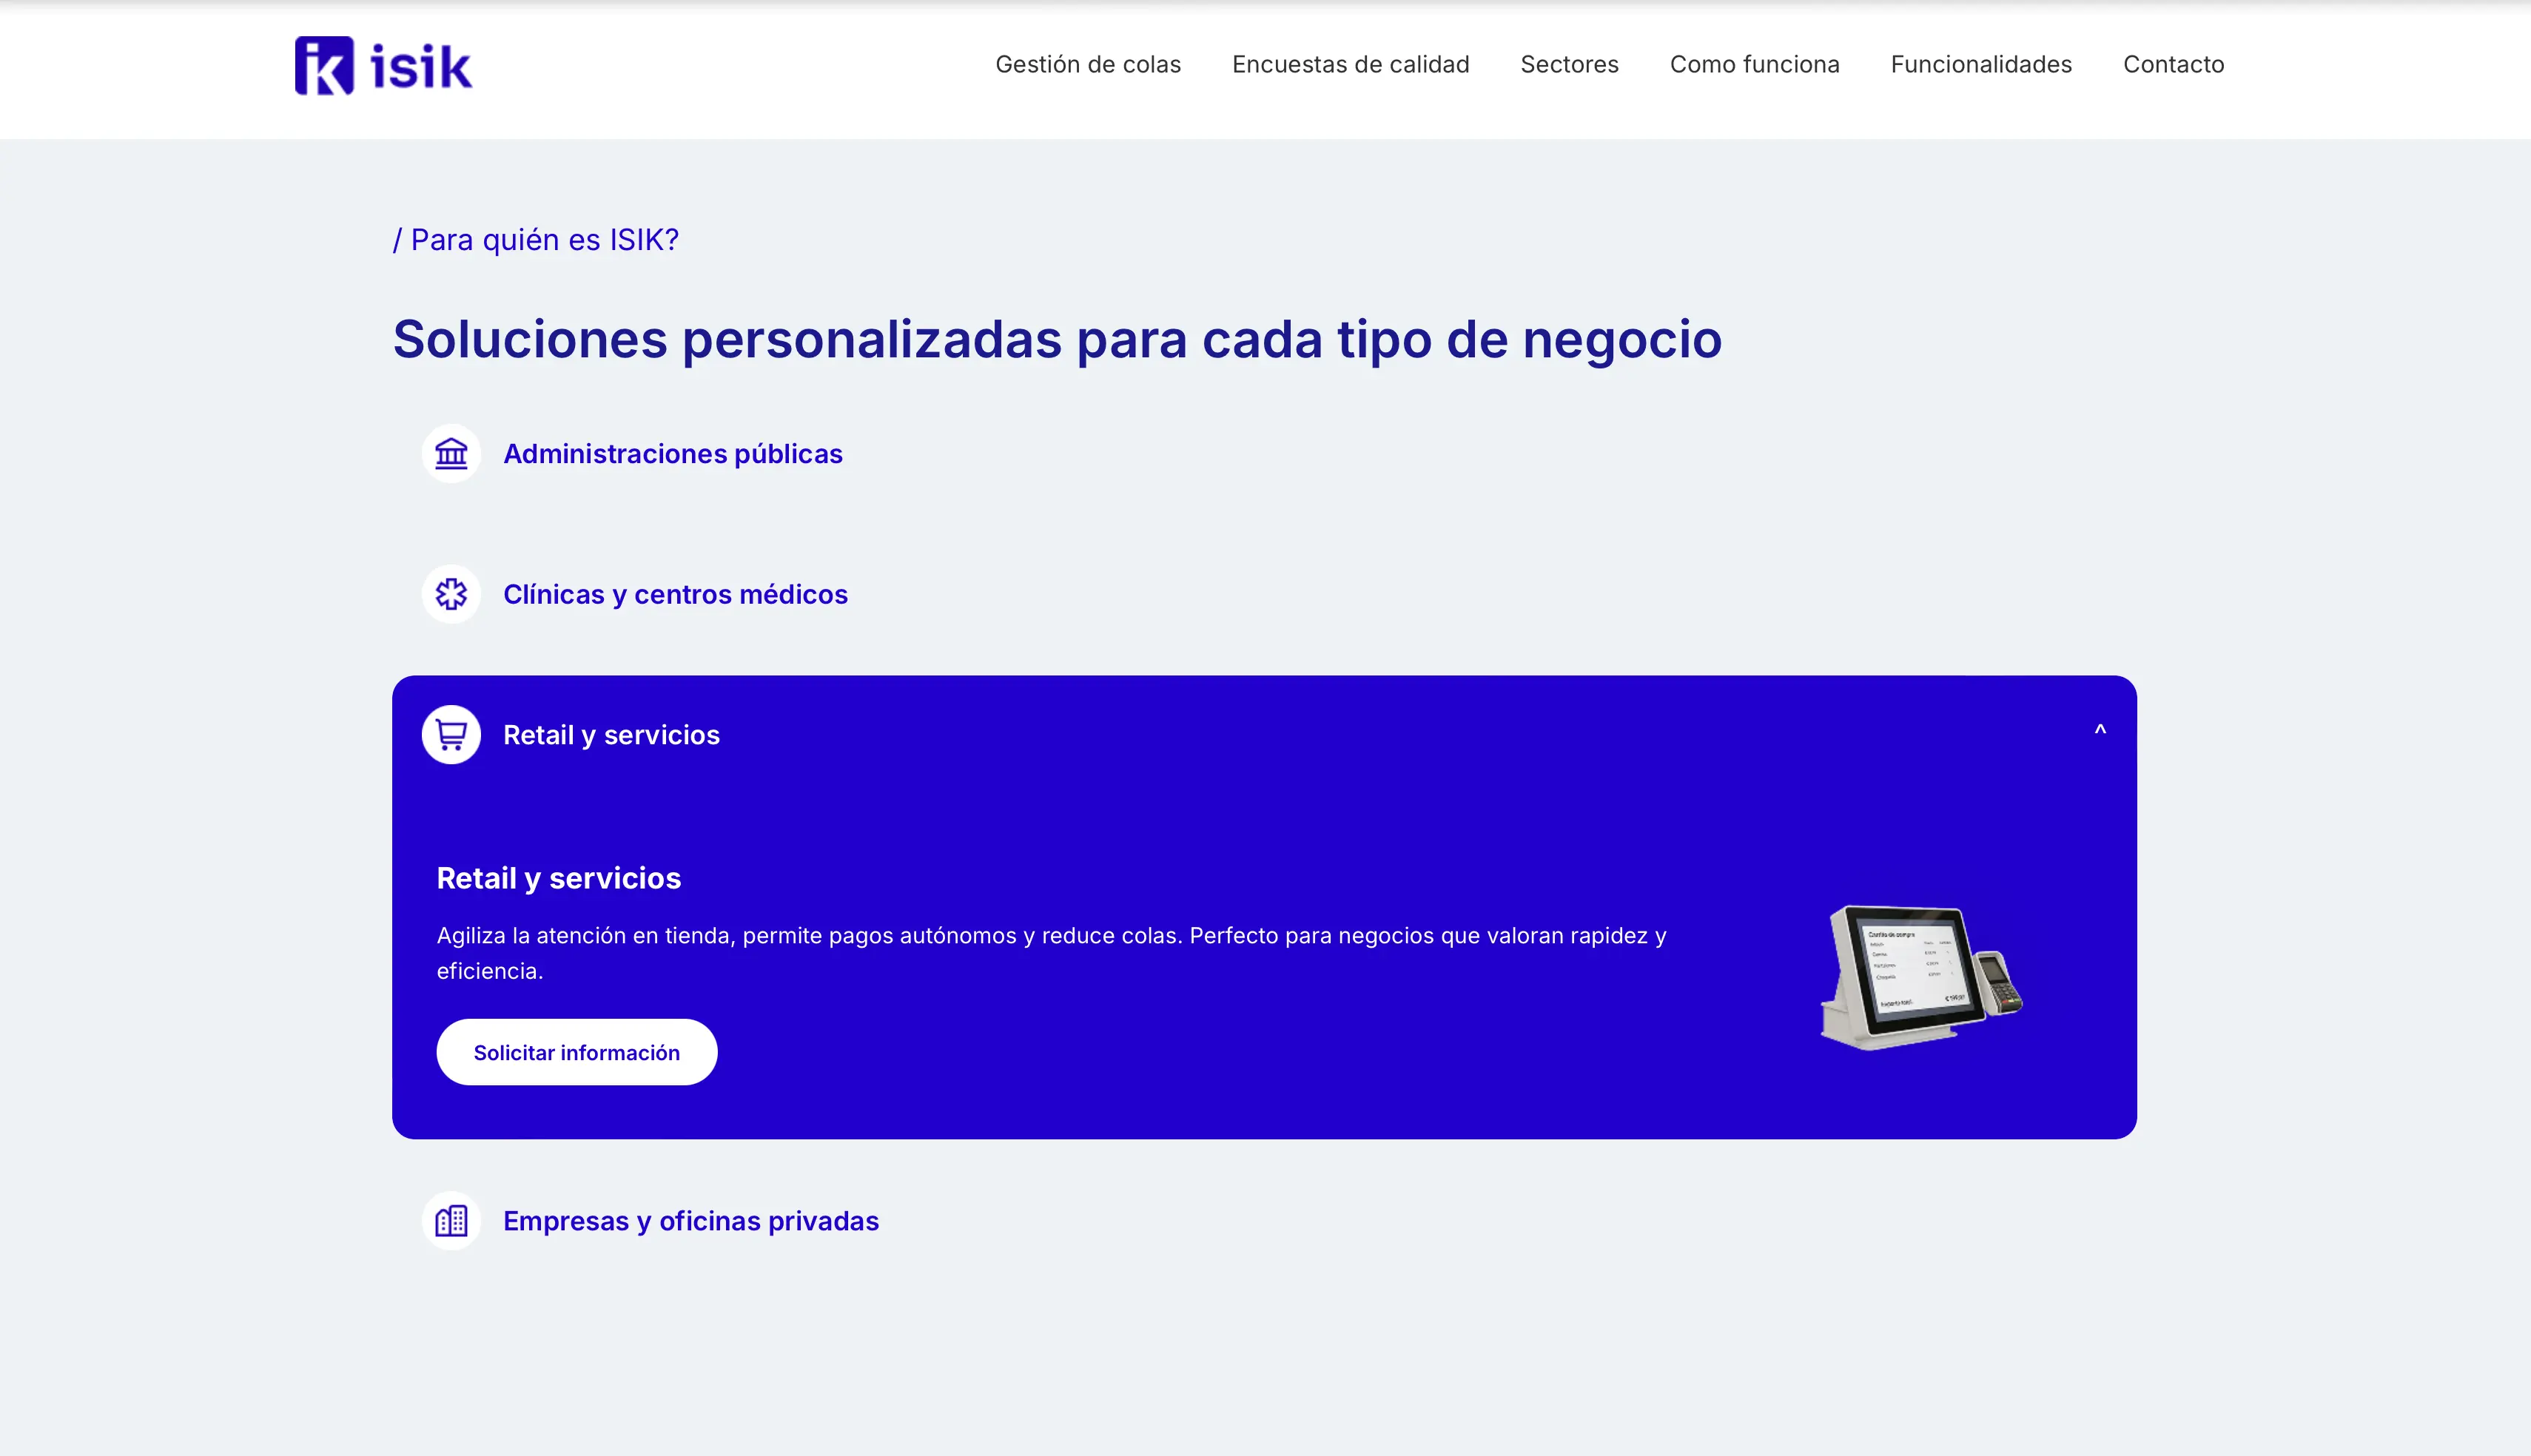 isik
Gestión de colas
Encuestas de calidad
Sectores
Como funciona
Funcionalidades
Contacto
/ Para quién es ISIK?
Soluciones personalizadas para cada tipo de negocio
Administraciones públicas
Clínicas y centros médicos
Retail y servicios
^
Retail y servicios
Agiliza la atención en tienda, permite pagos autónomos y reduce colas. Perfecto para negocios que valoran rapidez y
eficiencia.
Solicitar información
Empresas y oficinas privadas